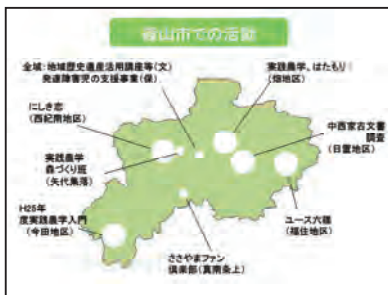 篠山市での活動
全域:地域歴史遺産活用講座等(文)
発達障害児の支援事業(保)
実践農学、はたもり
(畑地区)
にしき恋
(西紀南地区)
中西家古文書
調査
(日置地区)
実践農学
森づくり班
(矢代集落)
ユース六篠
(福住地区)
H25年
度実践農学入門
(今田地区)
ささやまファン
倶楽部(真南条上)